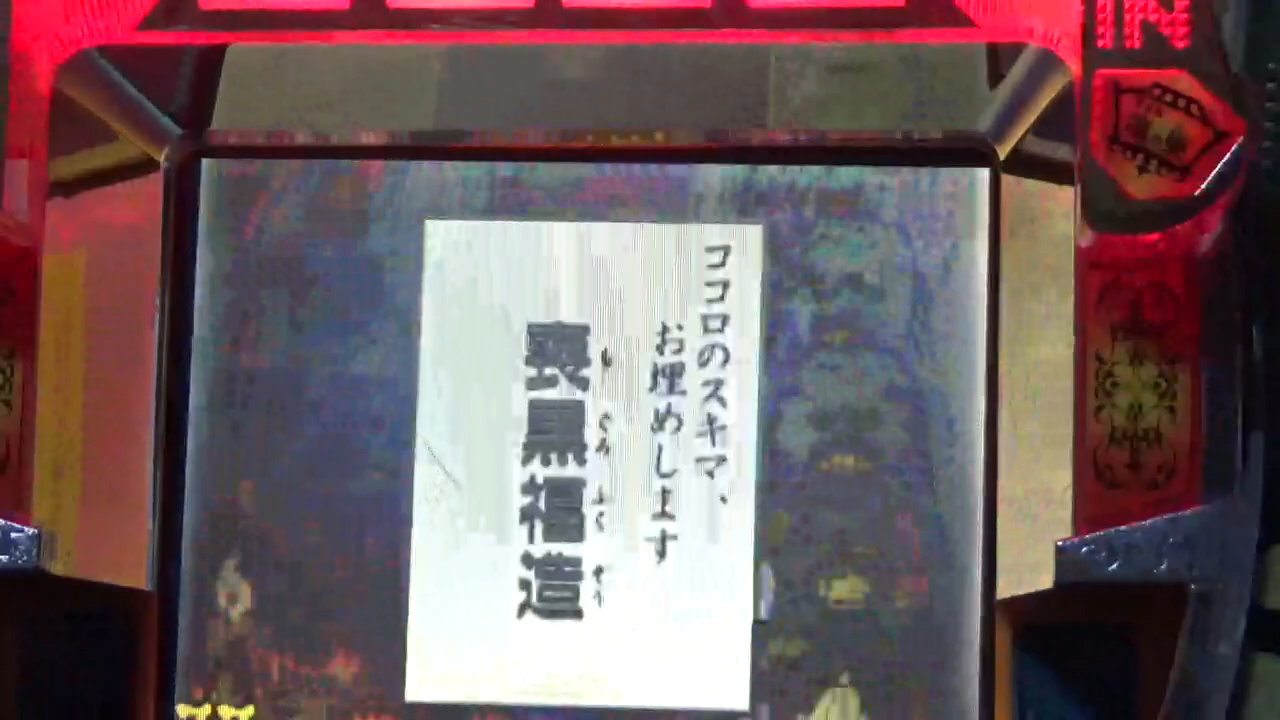 ココロのスキマ、
お埋めします
喪黒福造
もぐろふくぞう
IN